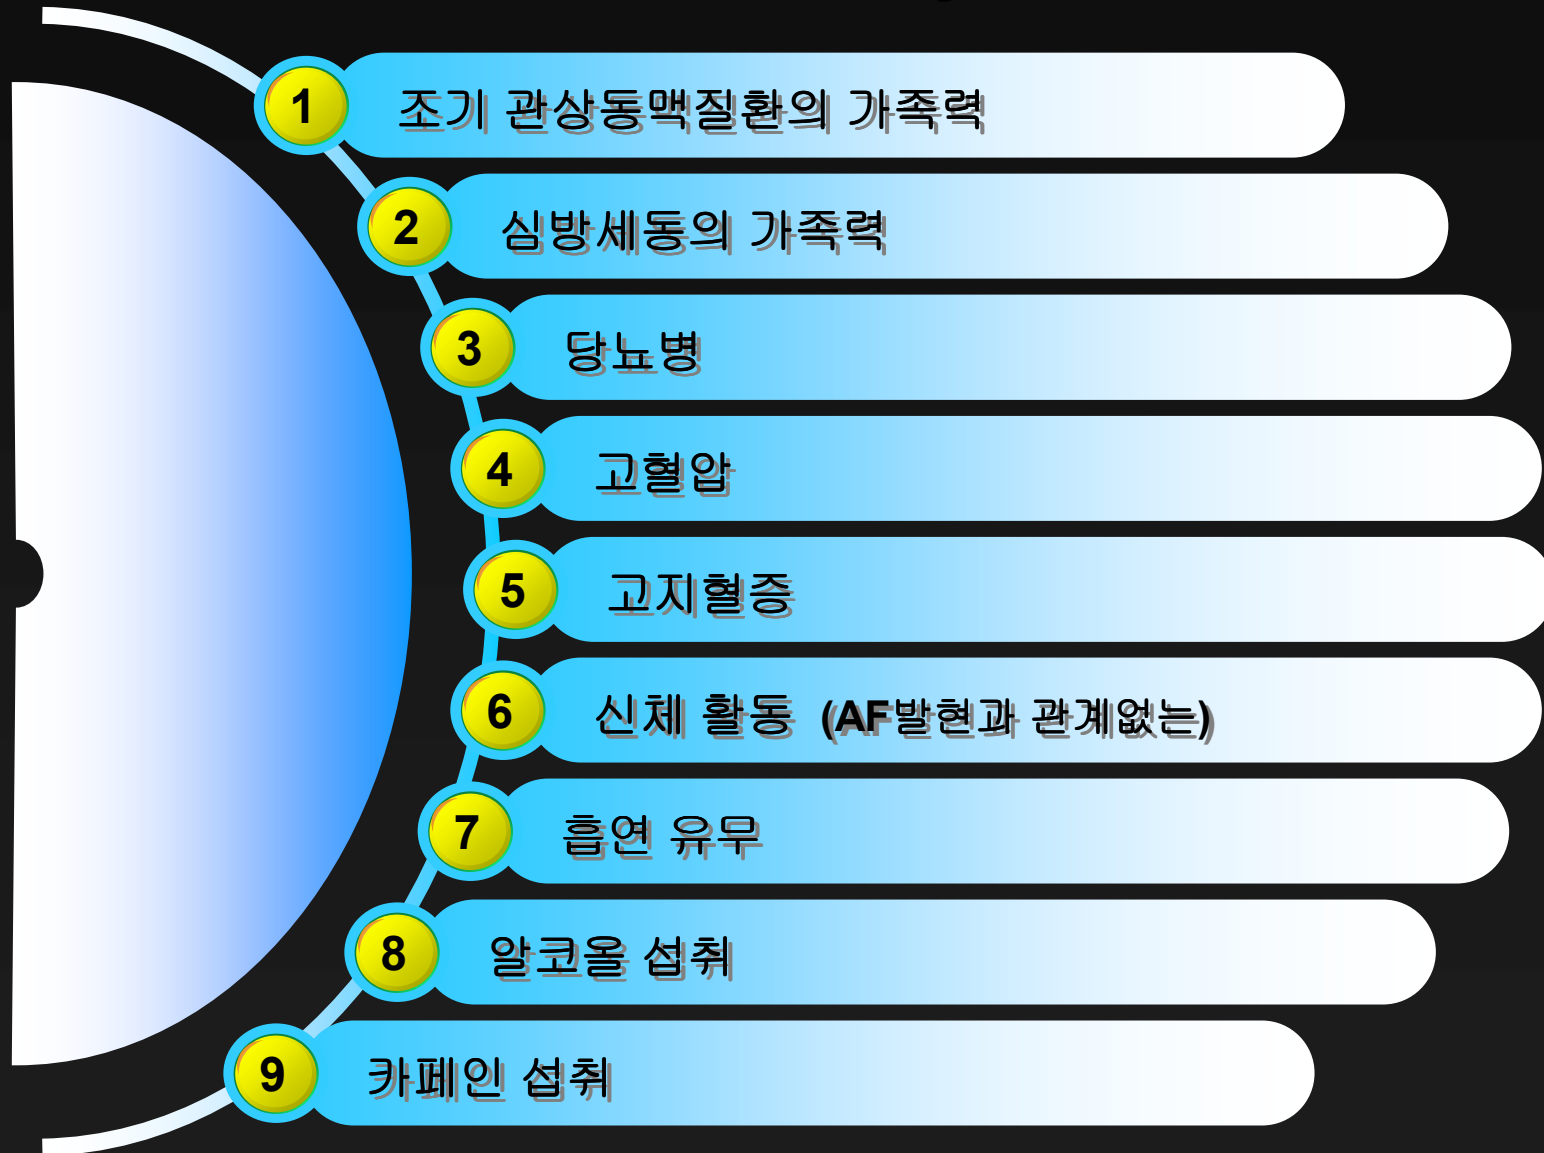 1 조기 관상동맥질환의 가족력
2 심방세동의 가족력
3 당뇨병
4 고혈압
5 고지혈증
6 신체 활동 (AF발현과 관계없는)
7 흡연 유무
8 알코올 섭취
9 카페인 섭취